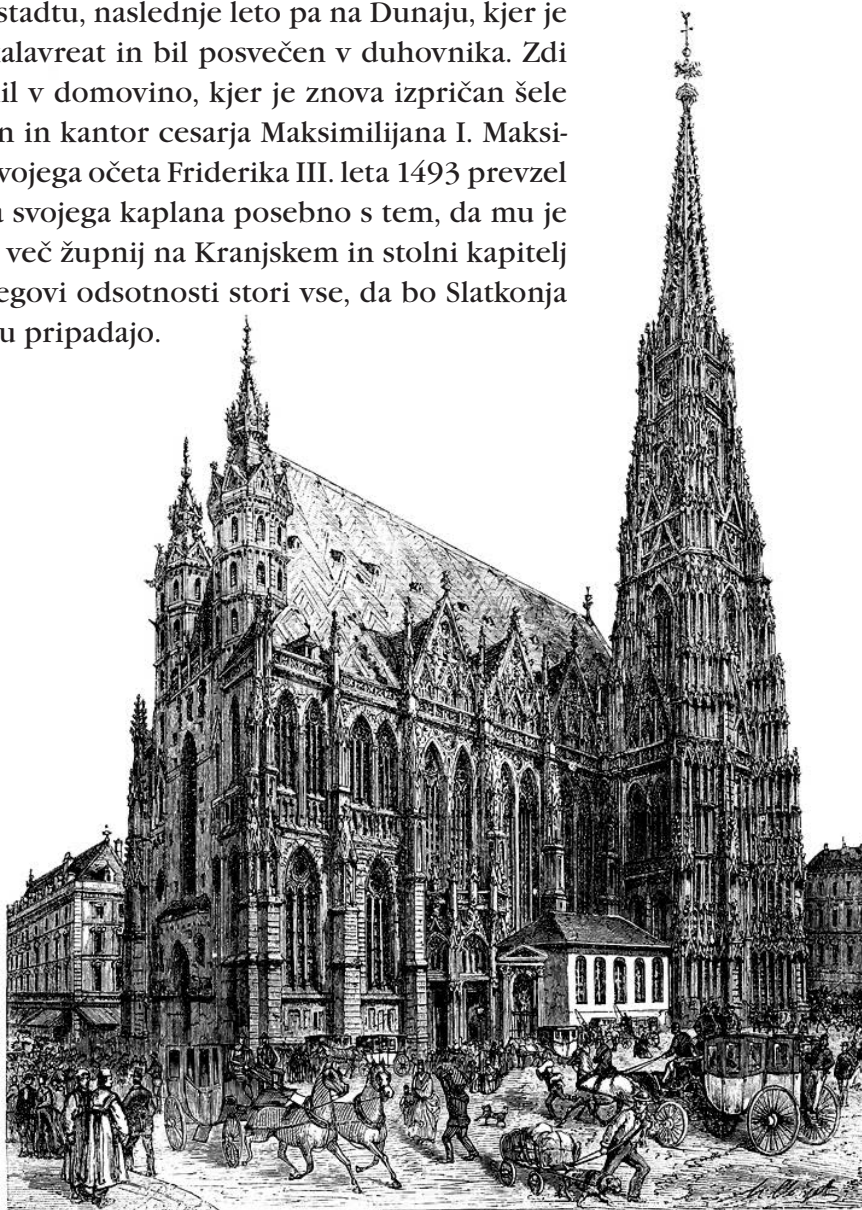 stadtu, naslednje leto pa na Dunaju, kjer je
alavreat in bil posvečen v duhovnika. Zdi
il v domovino, kjer je znova izpričan šele
n in kantor cesarja Maksimilijana I. Maksi-
vojega očeta Friderika III. leta 1493 prevzel
a svojega kaplana posebno s tem, da mu je
več župnij na Kranjskem in stolni kapitelj
egovi odsotnosti stori vse, da bo Slatkonja
u pripadajo.